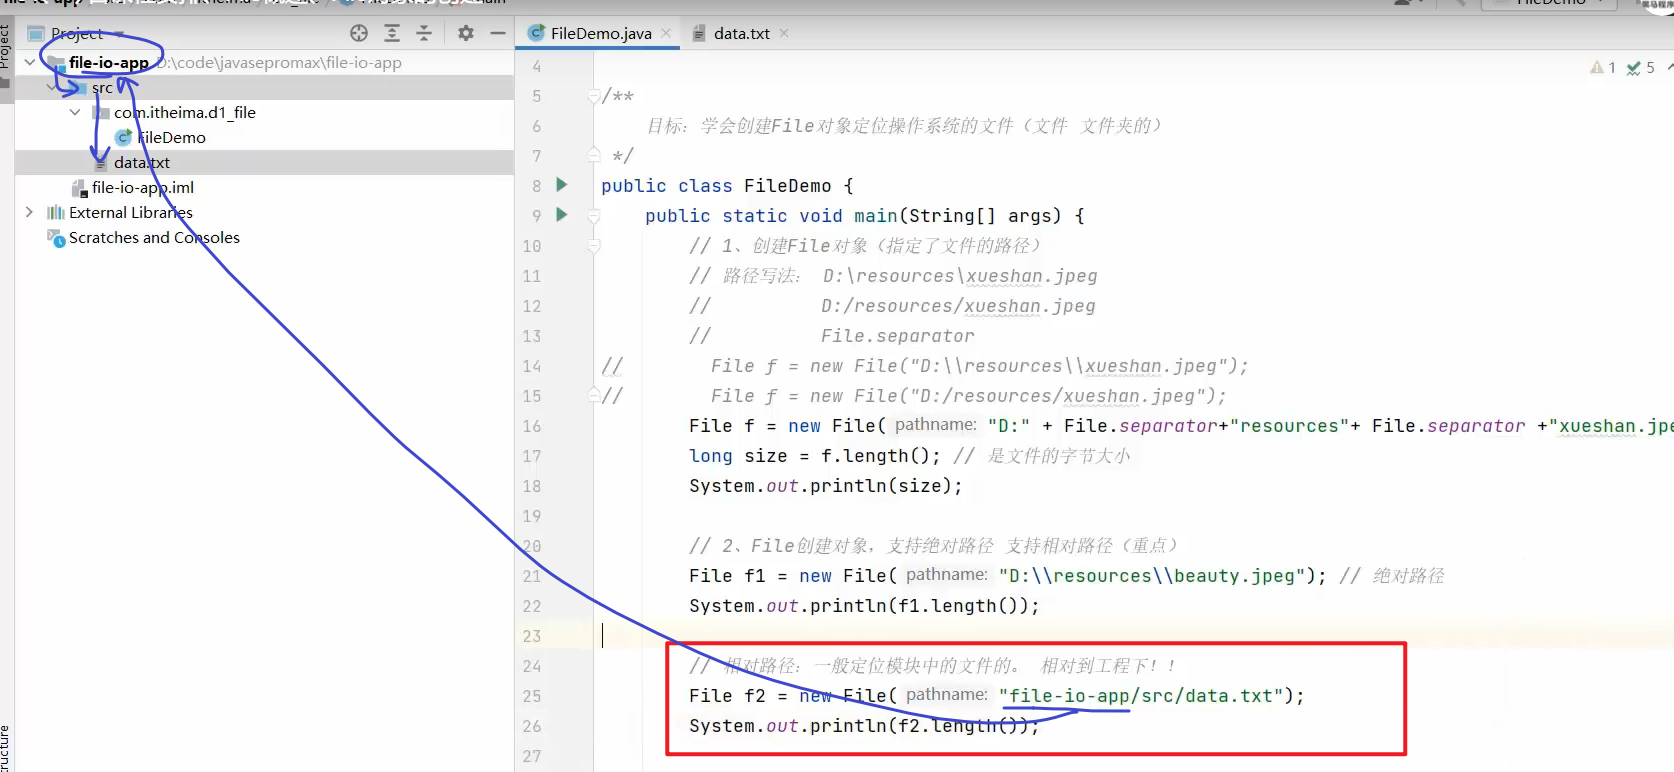 file-io-app
main
FileDemo
黑马程序
Project
Project
FileDemo.java
data.txt
file-io-app D:\code\javasepromax\file-io-app
src
com.itheima.d1_file
FileDemo
data.txt
file-io-app.iml
External Libraries
Scratches and Consoles
1 5
4
5 /**
6 目标：学会创建File对象定位操作系统的文件（文件 文件夹的）
7 */
8 public class FileDemo {
9 public static void main(String[] args) {
10 // 1、创建File对象（指定了文件的路径）
11 // 路径写法： D:\resources\xueshan.jpeg
12 // D:/resources/xueshan.jpeg
13 // File.separator
14 // File f = new File("D:\\resources\\xueshan.jpeg");
15 // File f = new File("D:/resources/xueshan.jpeg");
16 File f = new File( pathname: "D:" + File.separator+"resources"+ File.separator +"xueshan.jpe
17 long size = f.length(); // 是文件的字节大小
18 System.out.println(size);
19
20 // 2、File创建对象，支持绝对路径 支持相对路径（重点）
21 File f1 = new File( pathname: "D:\\resources\\beauty.jpeg"); // 绝对路径
22 System.out.println(f1.length());
23
24 // 相对路径：一般定位模块中的文件的。 相对到工程下！！
25 File f2 = new File( pathname: "file-io-app/src/data.txt");
26 System.out.println(f2.length());
27
ructure